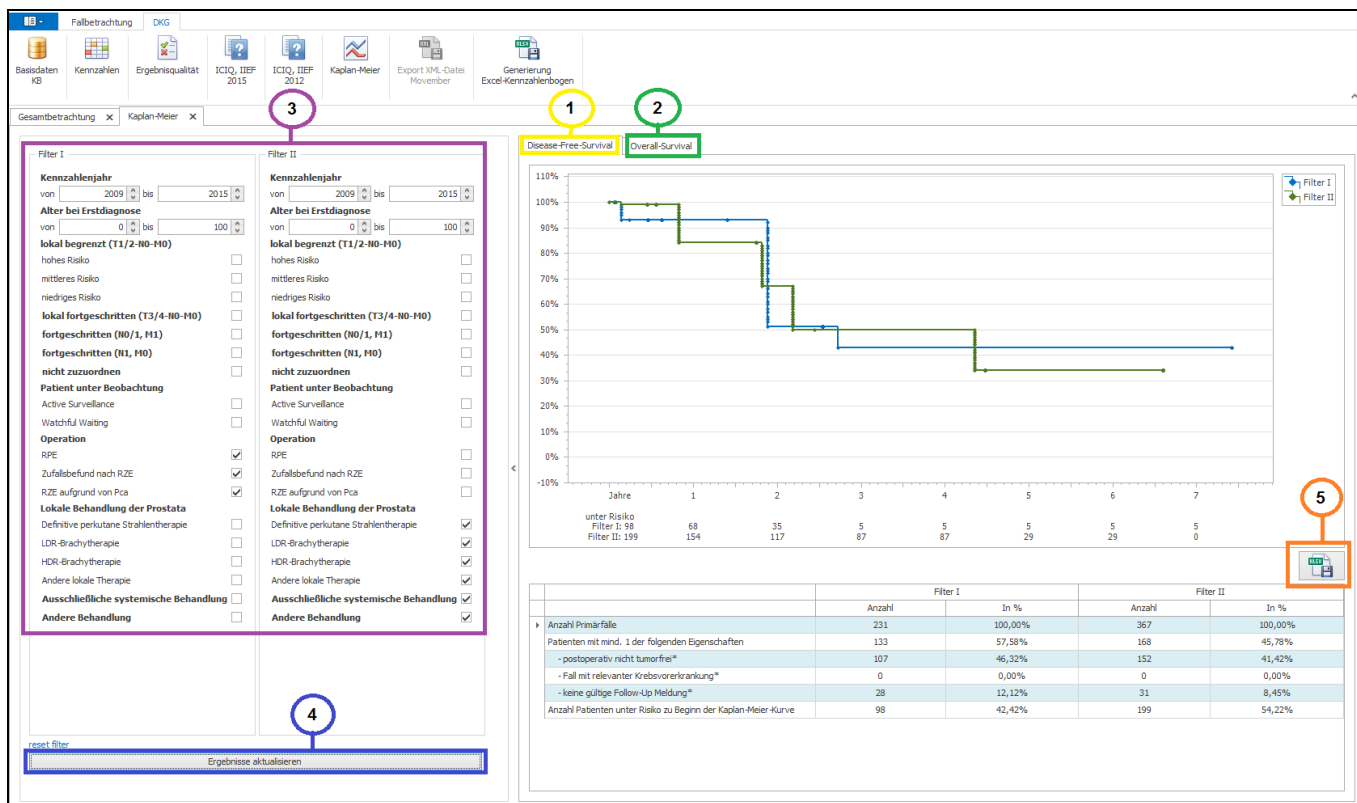 Fallbetrachtung DKG
Basisdaten KB
Kennzahlen
Ergebnisqualität
ICIQ, IIEF 2015
ICIQ, IIEF 2012
Kaplan-Meier
Export XML-Datei Movember
Generierung Excel-Kennzahlenbogen
Gesamtbetrachtung x Kaplan-Meier x
3
1
2
Disease-Free-Survival Overall-Survival
Filter I
Kennzahlenjahr
von 2009 bis 2015
Alter bei Erstdiagnose
von 0 bis 100
lokal begrenzt (T1/2-N0-M0)
hohes Risiko
mittleres Risiko
niedriges Risiko
lokal fortgeschritten (T3/4-N0-M0)
fortgeschritten (N0/1, M1)
fortgeschritten (N1, M0)
nicht zuzuordnen
Patient unter Beobachtung
Active Surveillance
Watchful Waiting
Operation
RPE
Zufallsbefund nach RZE
RZE aufgrund von Pca
Lokale Behandlung der Prostata
Definitive perkutane Strahlentherapie
LDR-Brachytherapie
HDR-Brachytherapie
Andere lokale Therapie
Ausschließliche systemische Behandlung
Andere Behandlung
Filter II
Kennzahlenjahr
von 2009 bis 2015
Alter bei Erstdiagnose
von 0 bis 100
lokal begrenzt (T1/2-N0-M0)
hohes Risiko
mittleres Risiko
niedriges Risiko
lokal fortgeschritten (T3/4-N0-M0)
fortgeschritten (N0/1, M1)
fortgeschritten (N1, M0)
nicht zuzuordnen
Patient unter Beobachtung
Active Surveillance
Watchful Waiting
Operation
RPE
Zufallsbefund nach RZE
RZE aufgrund von Pca
Lokale Behandlung der Prostata
Definitive perkutane Strahlentherapie
LDR-Brachytherapie
HDR-Brachytherapie
Andere lokale Therapie
Ausschließliche systemische Behandlung
Andere Behandlung
4
reset filter
Ergebnisse aktualisieren
110%
100%
90%
80%
70%
60%
50%
40%
30%
20%
10%
0%
-10%
Filter I
Filter II
Jahre 1 2 3 4 5 6 7
unter Risiko
Filter I: 98 68 35 5 5 5 5 5
Filter II: 199 154 117 87 87 29 29 0
5
XLSX
Filter I Filter II
Anzahl In % Anzahl In %
Anzahl Primärfälle 231 100,00% 367 100,00%
Patienten mit mind. 1 der folgenden Eigenschaften 133 57,58% 168 45,78%
- postoperativ nicht tumorfrei* 107 46,32% 152 41,42%
- Fall mit relevanter Krebsvorerkrankung* 0 0,00% 0 0,00%
- keine gültige Follow-Up Meldung* 28 12,12% 31 8,45%
Anzahl Patienten unter Risiko zu Beginn der Kaplan-Meier-Kurve 98 42,42% 199 54,22%